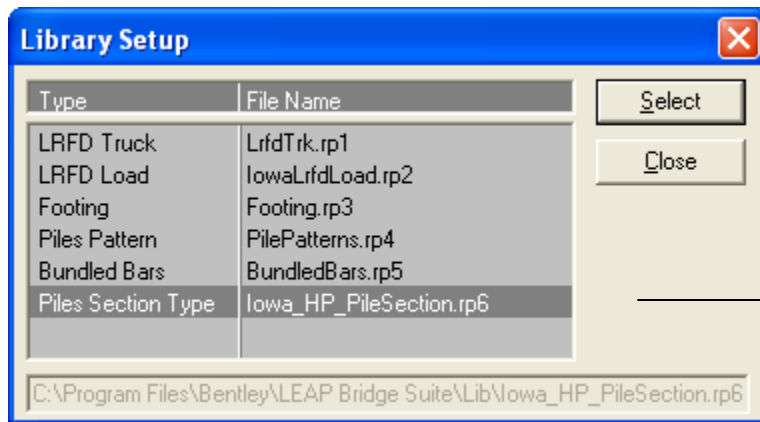 Library Setup
Type File Name
Select
LRFD Truck LrfdTrk.rp1
LRFD Load IowaLrfdLoad.rp2
Close
Footing Footing.rp3
Piles Pattern PilePatterns.rp4
Bundled Bars BundledBars.rp5
Piles Section Type Iowa_HP_PileSection.rp6
C:\Program Files\Bentley\LEAP Bridge Suite\Lib\Iowa_HP_PileSection.rp6